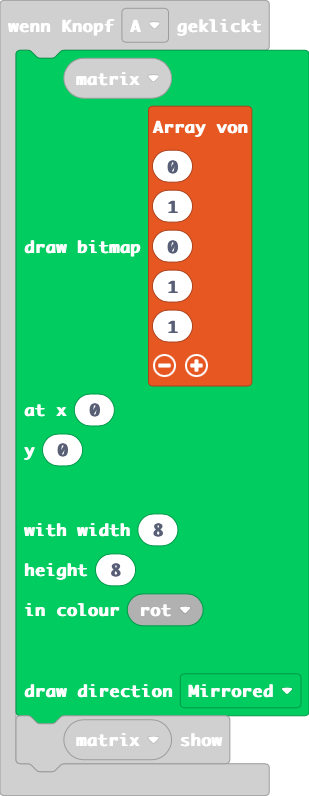 wenn Knopf A geklickt
matrix
Array von
0
1
draw bitmap 0
1
1
at x 0
y 0
with width 8
height 8
in colour rot
draw direction Mirrored
matrix show